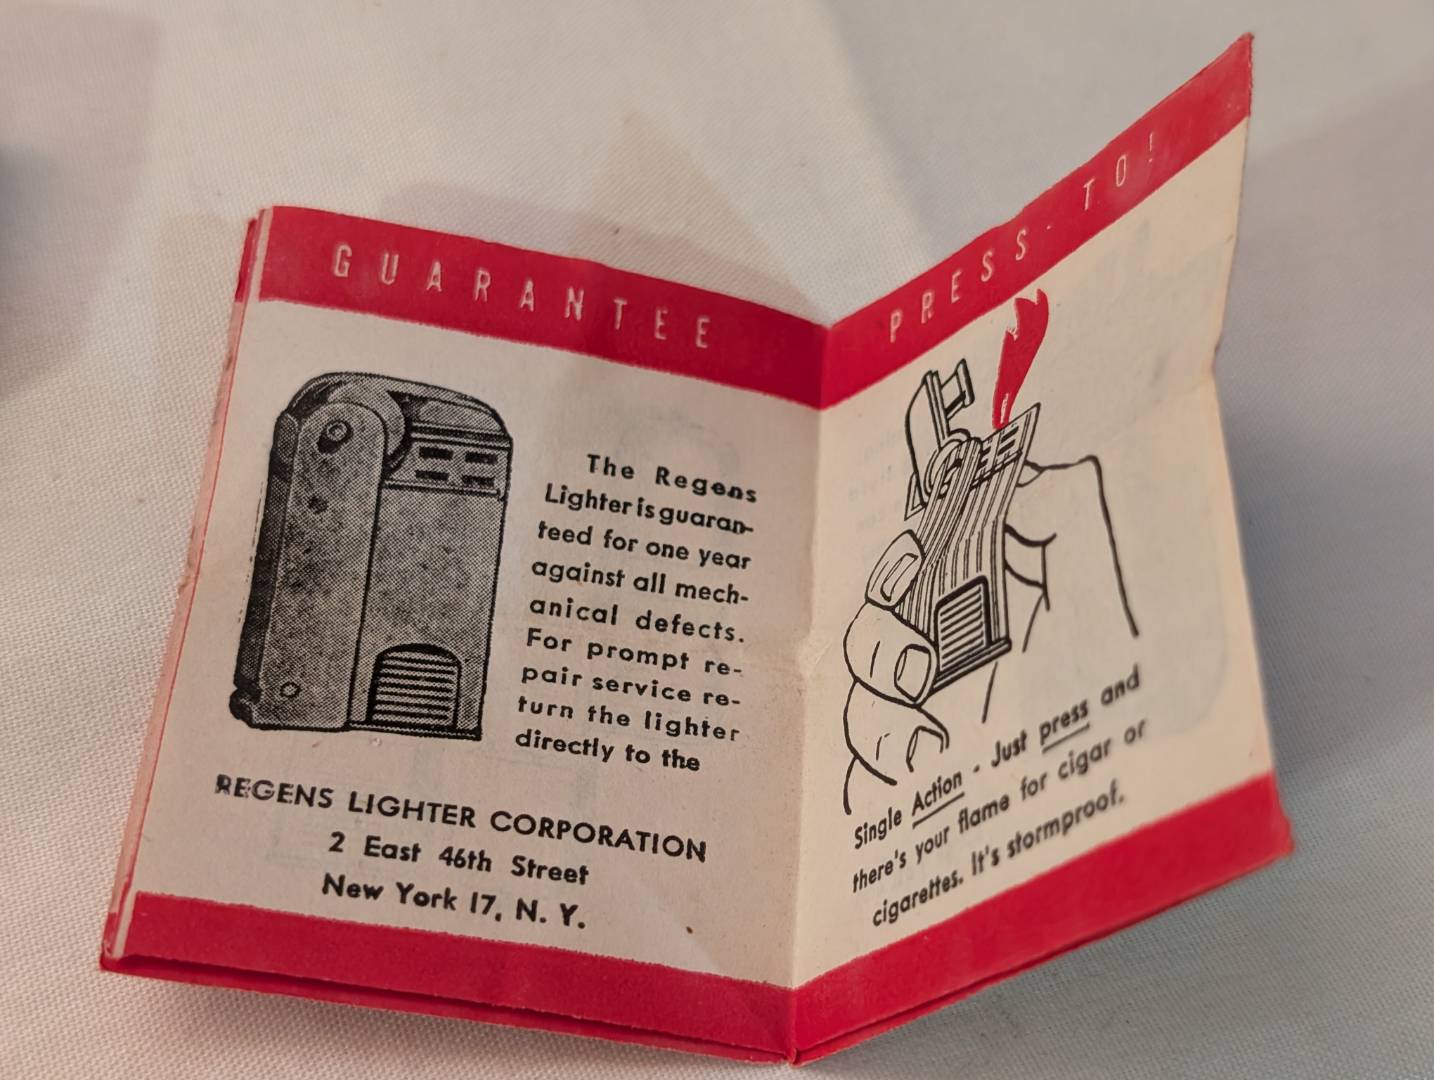 GUARANTEE
The Regens
Lighter is guaran-
teed for one year
against all mech-
anical defects.
For prompt re-
pair service re-
turn the lighter
directly to the
REGENS LIGHTER CORPORATION
2 East 46th Street
New York 17, N. Y.
PRESS-TO!
Single Action - Just press and
there's your flame for cigar or
cigarettes. It's stormproof.